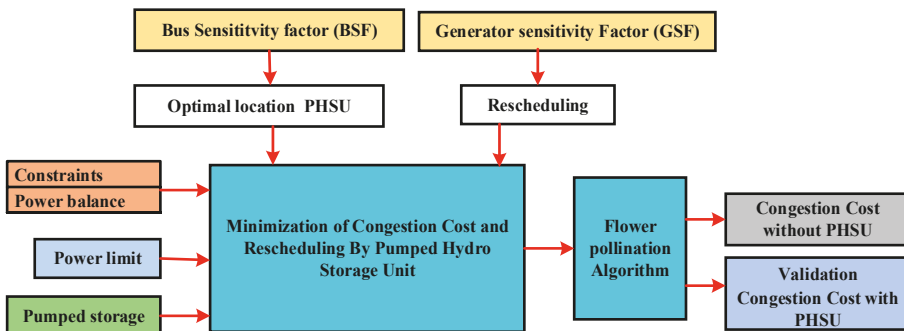 Bus Sensititvity factor (BSF)
Generator sensitivity Factor (GSF)
Optimal location PHSU
Rescheduling
Constraints
Power balance
Power limit
Pumped storage
Minimization of Congestion Cost and
Rescheduling By Pumped Hydro
Storage Unit
Flower
pollination
Algorithm
Congestion Cost
without PHSU
Validation
Congestion Cost with
PHSU